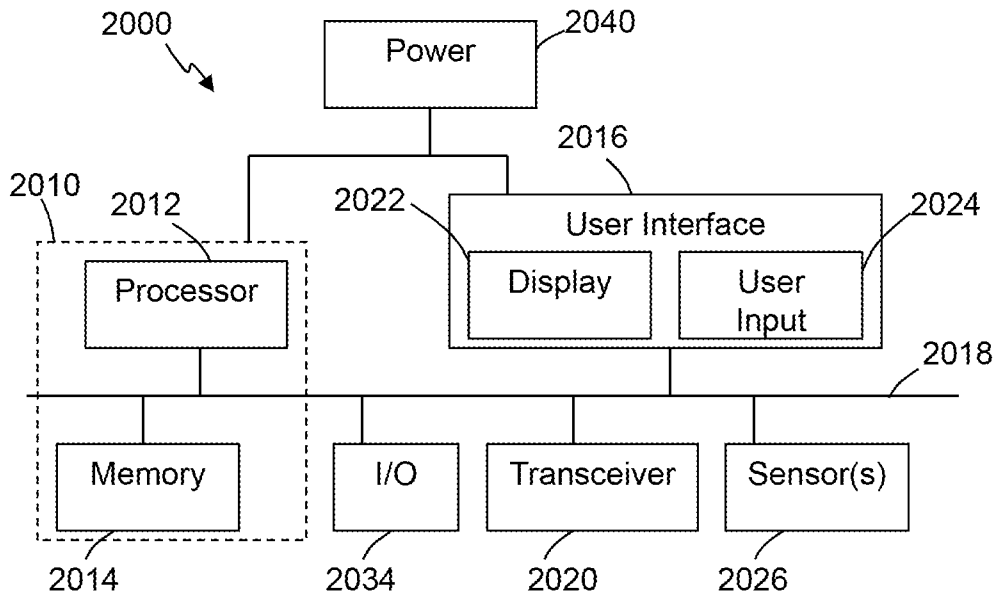 2000
Power
2040
2016
2010
2012
2022
User Interface
2024
Processor
Display
User
Input
2018
Memory
I/O
Transceiver
Sensor(s)
2014
2034
2020
2026